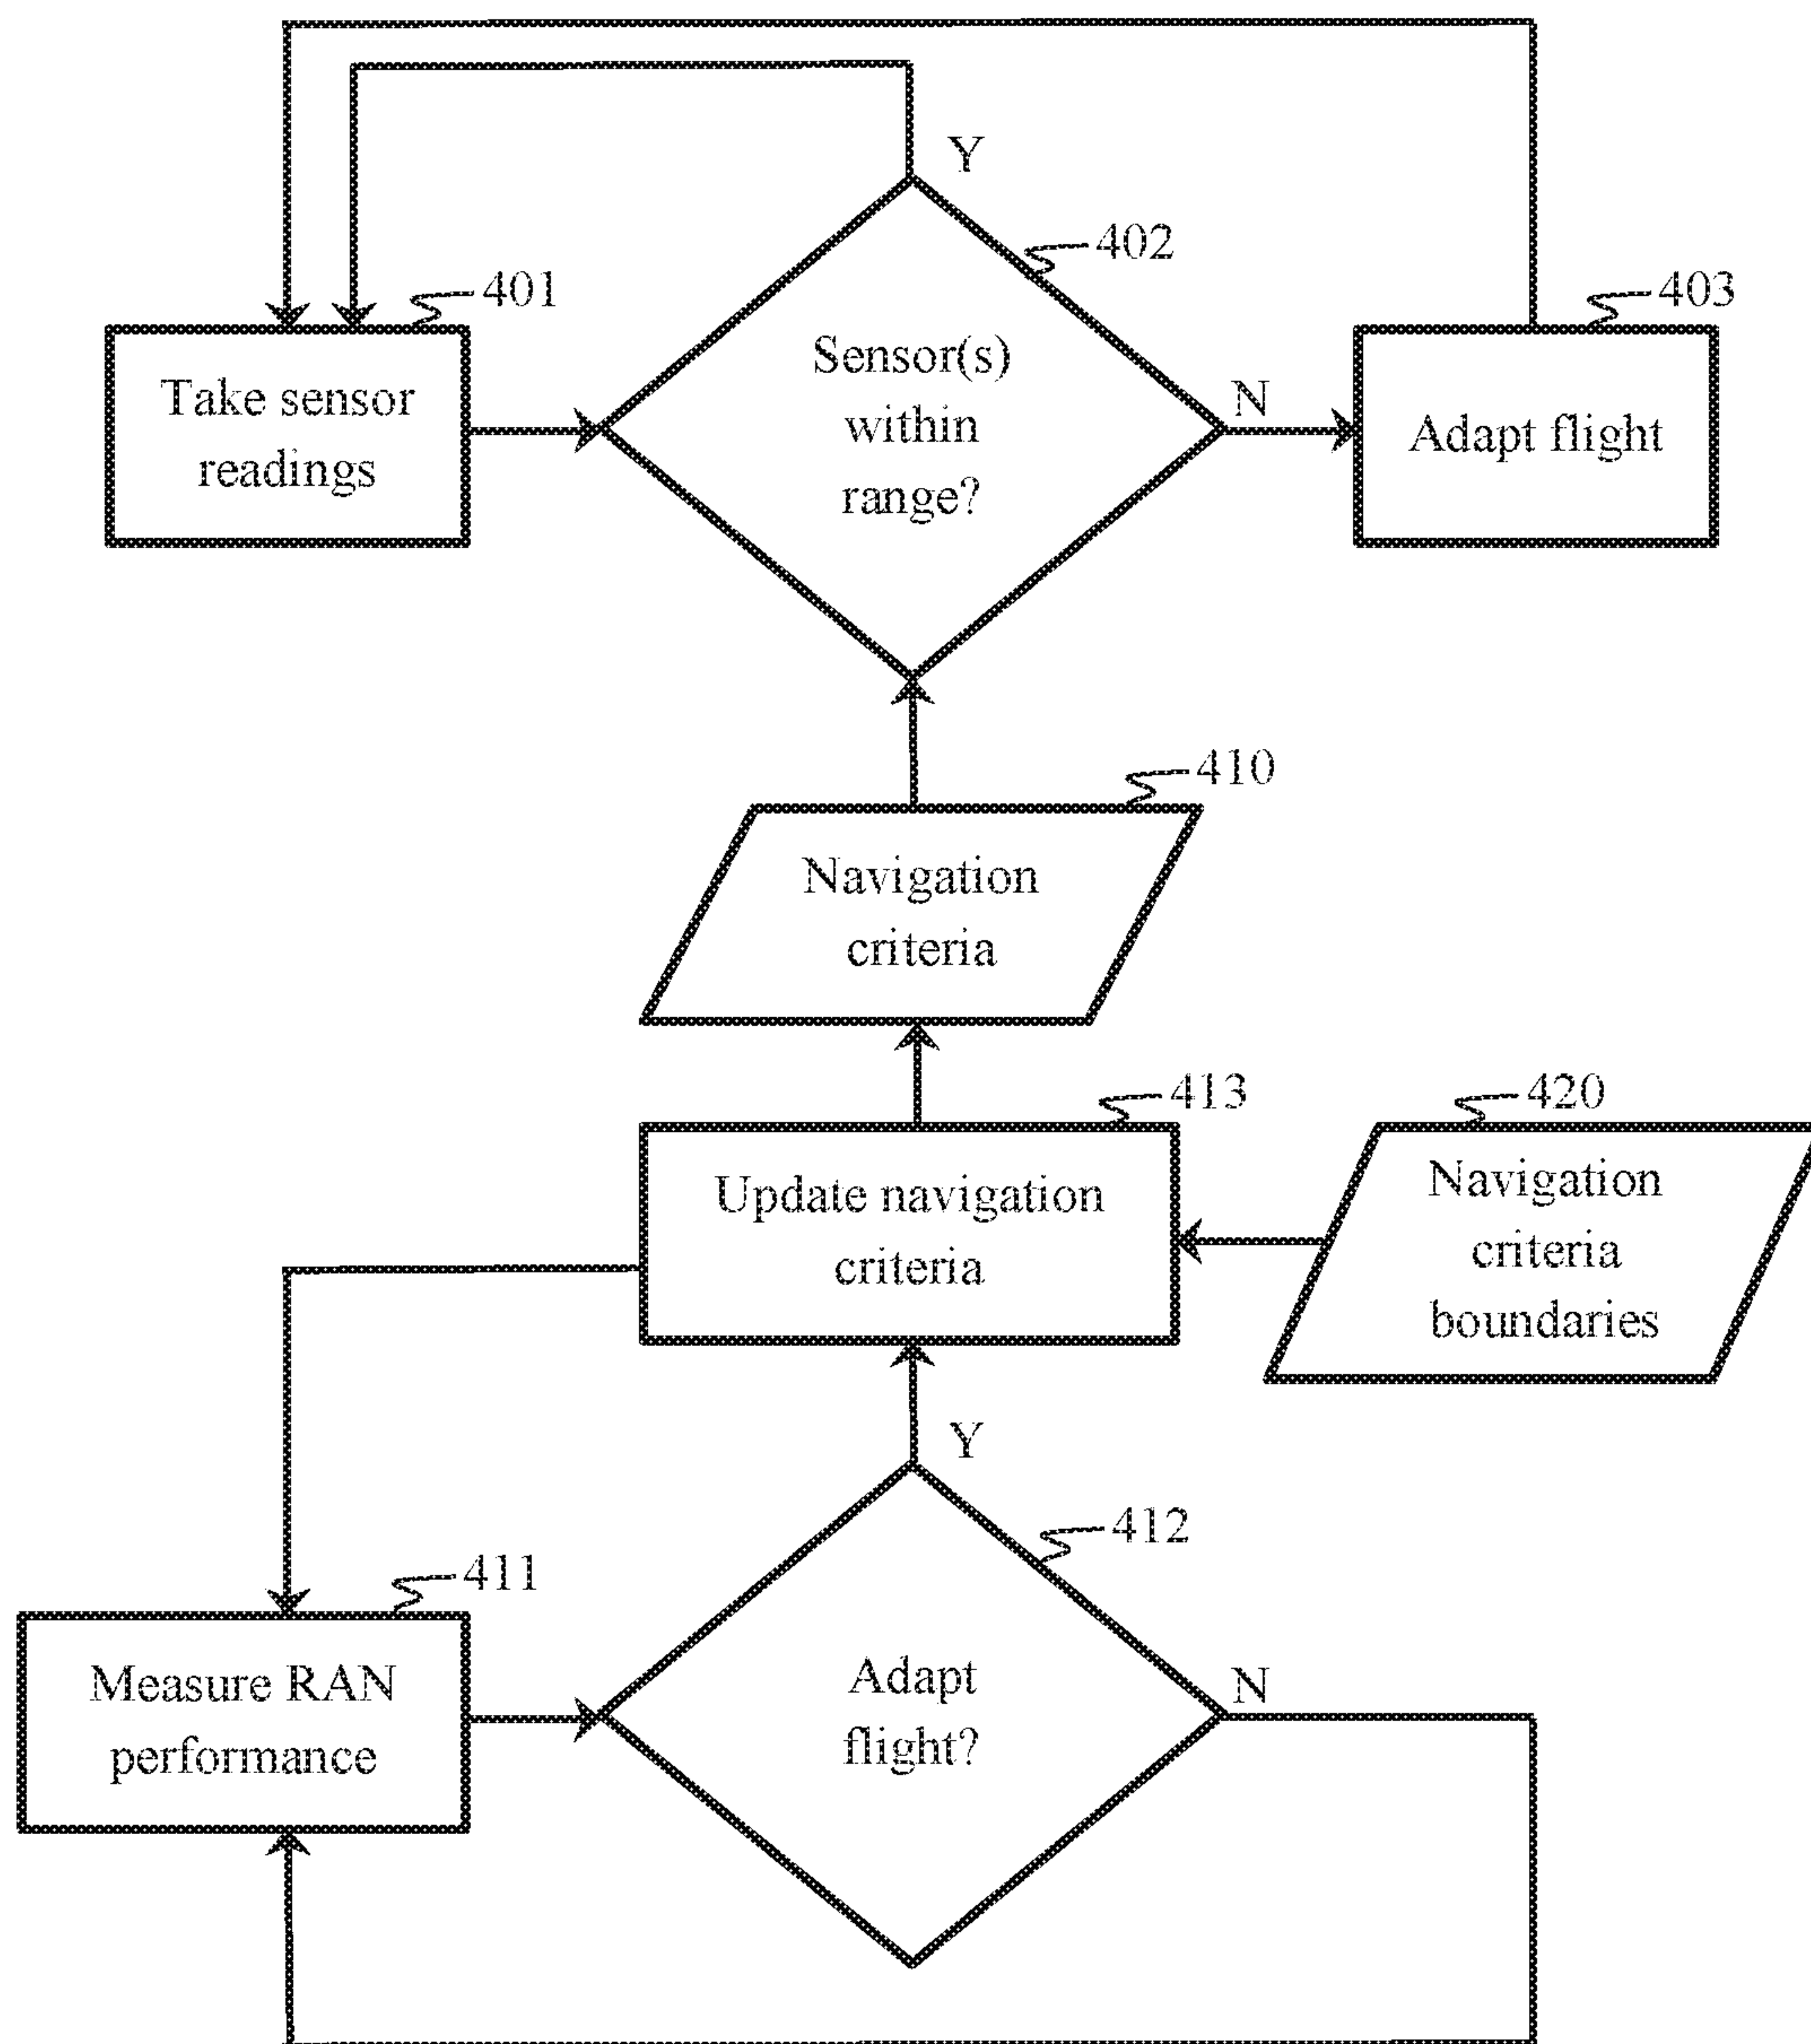 Y
402
401
403
Take sensor
readings
Sensor(s)
within
range?
N
Adapt flight
410
Navigation
criteria
413
420
Update navigation
criteria
Navigation
criteria
boundaries
Y
412
411
Measure RAN
performance
Adapt
flight?
N